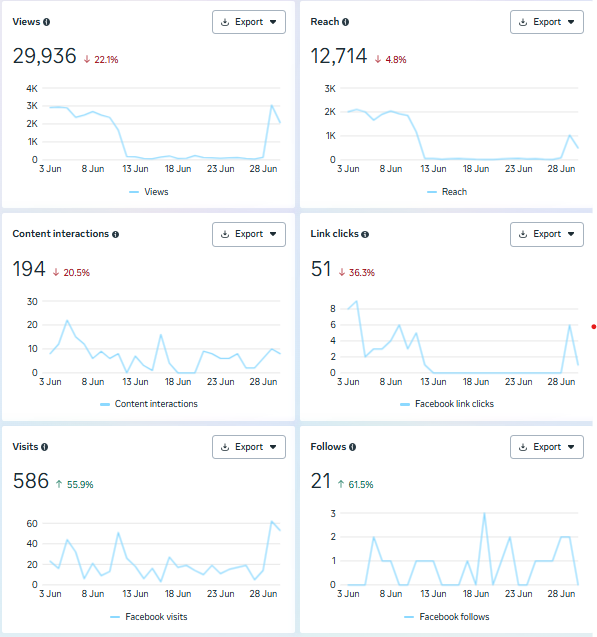 Views
Export
29,936 ↓ 22.1%
4K
3K
2K
1K
0
3 Jun 8 Jun 13 Jun 18 Jun 23 Jun 28 Jun
Views
Reach
Export
12,714 ↓ 4.8%
3K
2K
1K
0
3 Jun 8 Jun 13 Jun 18 Jun 23 Jun 28 Jun
Reach
Content interactions
Export
194 ↓ 20.5%
30
20
10
0
3 Jun 8 Jun 13 Jun 18 Jun 23 Jun 28 Jun
Content interactions
Link clicks
Export
51 ↓ 36.3%
8
6
4
2
0
3 Jun 8 Jun 13 Jun 18 Jun 23 Jun 28 Jun
Facebook link clicks
Visits
Export
586 ↑ 55.9%
60
40
20
0
3 Jun 8 Jun 13 Jun 18 Jun 23 Jun 28 Jun
Facebook visits
Follows
Export
21 ↑ 61.5%
3
2
1
0
3 Jun 8 Jun 13 Jun 18 Jun 23 Jun 28 Jun
Facebook follows